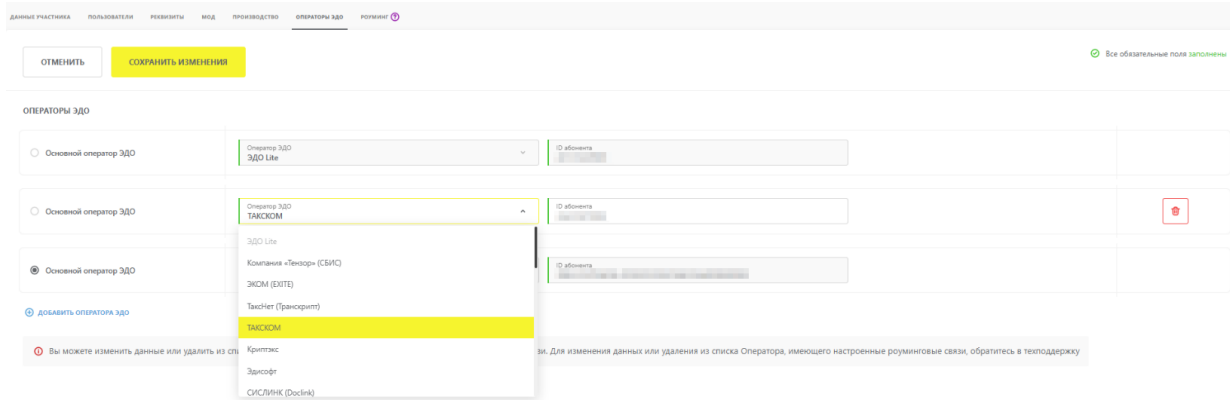 ДАННЫЕ УЧАСТНИКА ПОЛЬЗОВАТЕЛИ РЕКВИЗИТЫ МОД ПРОИЗВОДСТВО ОПЕРАТОРЫ ЭДО РОУМИНГ ?
ОТМЕНИТЬ СОХРАНИТЬ ИЗМЕНЕНИЯ Все обязательные поля заполнены
ОПЕРАТОРЫ ЭДО
Оператор ЭДО ID абонента
Основной оператор ЭДО ЭДО Lite
Оператор ЭДО ID абонента
Основной оператор ЭДО ТАКСКОМ
ЭДО Lite
Компания «Тензор» (СБИС)
Основной оператор ЭДО ID абонента
ЭКОМ (EXITE)
ТаксНет (Транскрипт)
ДОБАВИТЬ ОПЕРАТОРА ЭДО
ТАКСКОМ
Вы можете изменить данные или удалить из Криптэкс Для изменения данных или удаления из списка Оператора, имеющего настроенные роуминговые связи, обратитесь в техподдержку
Эдисофт
СИСЛИНК (Doclink)